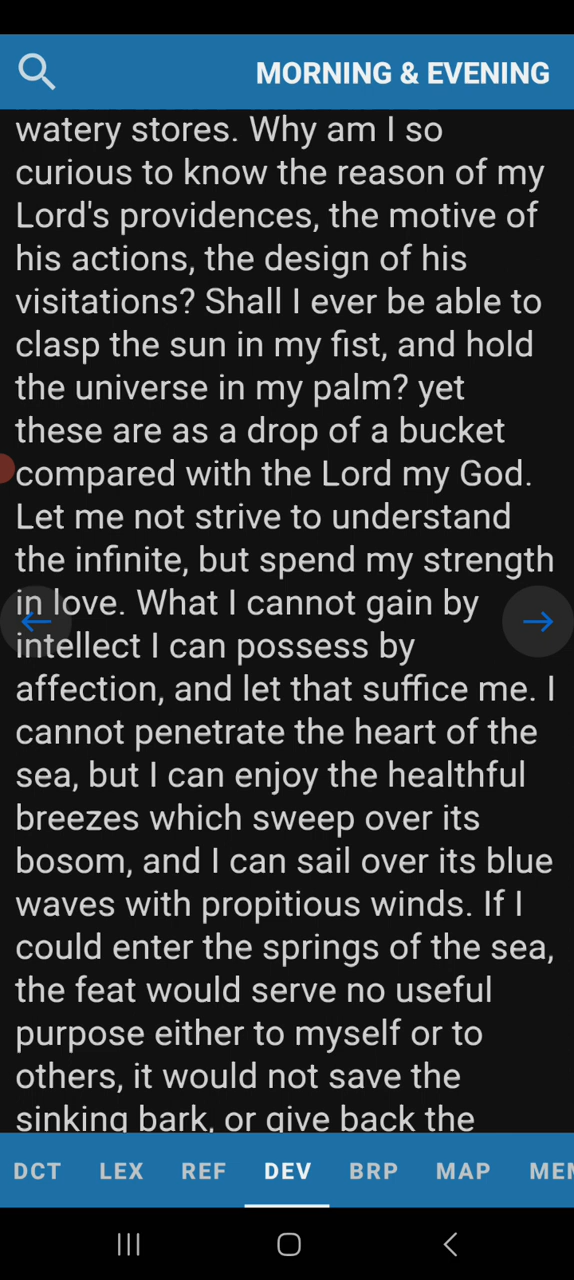 MORNING & EVENING
watery stores. Why am I so
curious to know the reason of my
Lord's providences, the motive of
his actions, the design of his
visitations? Shall I ever be able to
clasp the sun in my fist, and hold
the universe in my palm? yet
these are as a drop of a bucket
compared with the Lord my God.
Let me not strive to understand
the infinite, but spend my strength
in love. What I cannot gain by
intellect I can possess by
affection, and let that suffice me. I
cannot penetrate the heart of the
sea, but I can enjoy the healthful
breezes which sweep over its
bosom, and I can sail over its blue
waves with propitious winds. If I
could enter the springs of the sea,
the feat would serve no useful
purpose either to myself or to
others, it would not save the
sinking bark, or give back the
DCT LEX REF DEV BRP MAP